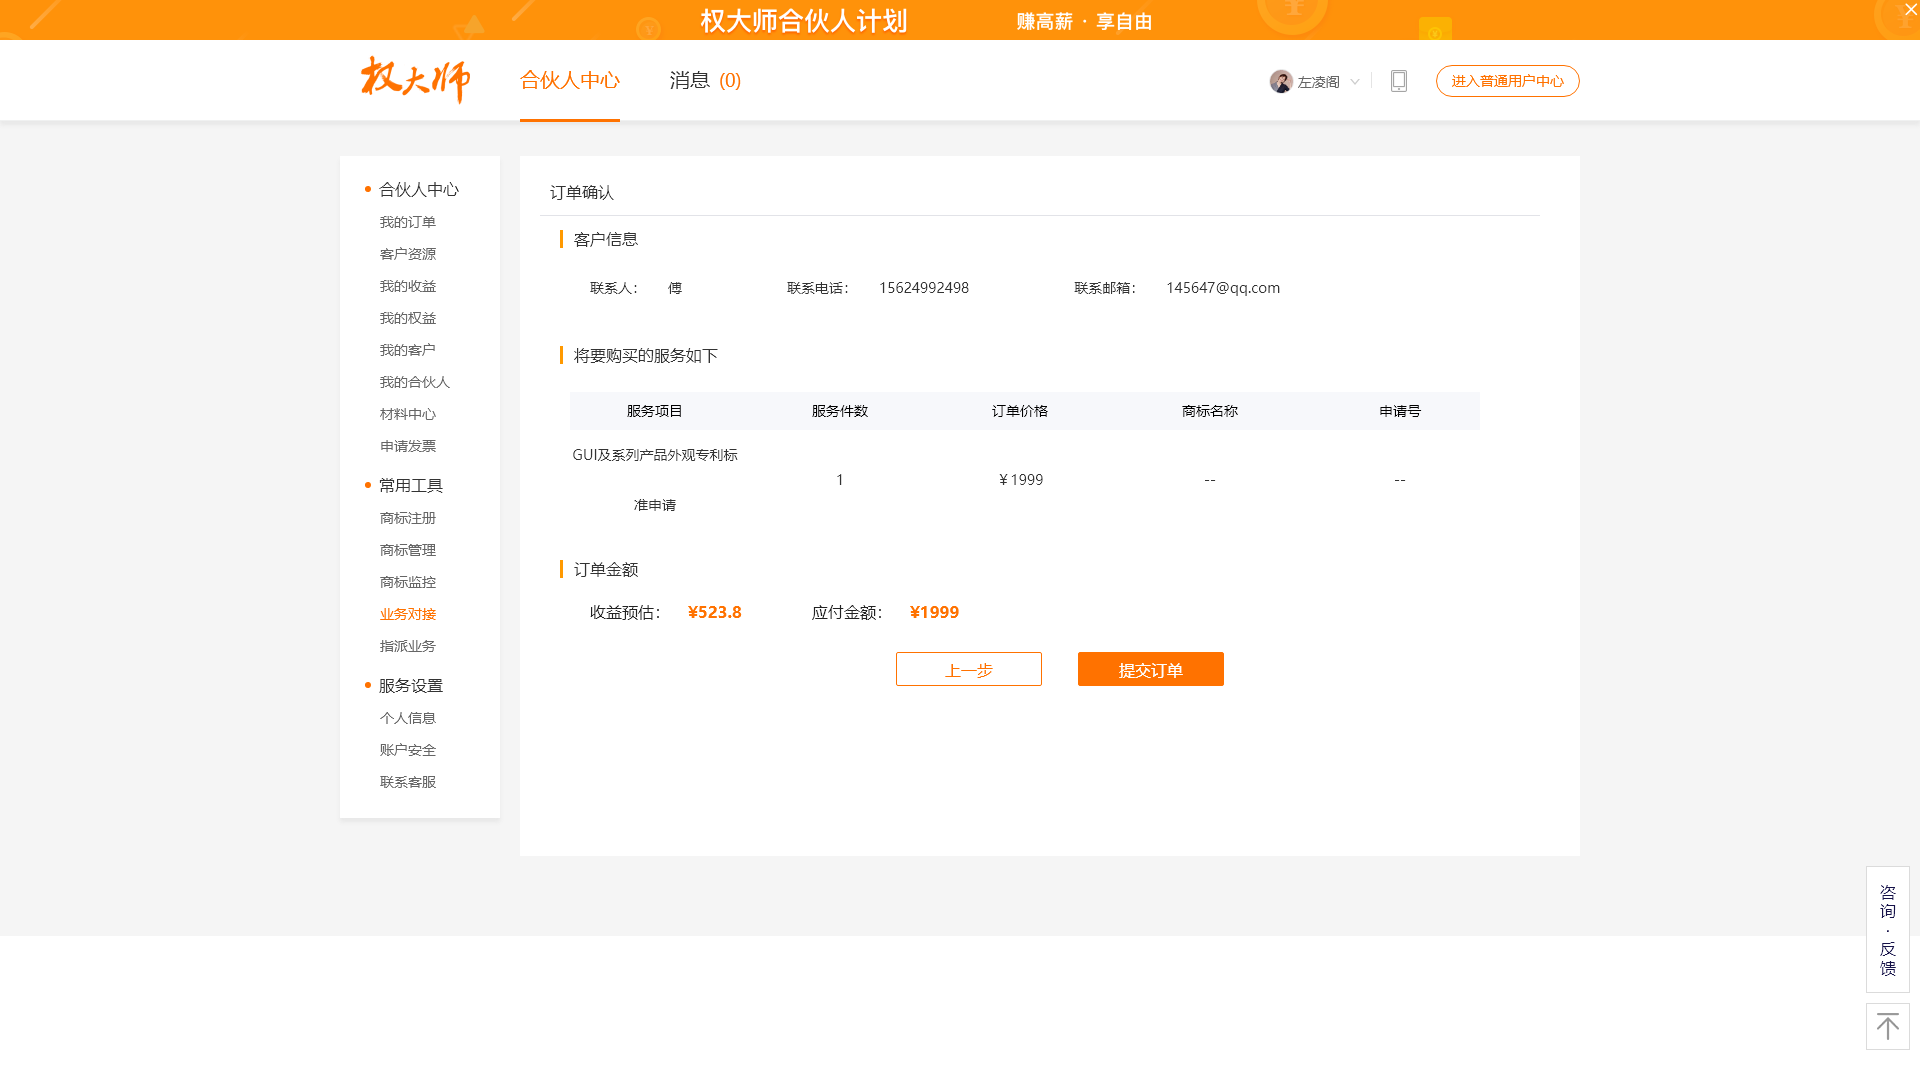 权大师合伙人计划 赚高薪 · 享自由
权大师 合伙人中心 消息 (0) 左凌阁 进入普通用户中心
合伙人中心
我的订单
客户资源
我的收益
我的权益
我的客户
我的合伙人
材料中心
申请发票
常用工具
商标注册
商标管理
商标监控
业务对接
指派业务
服务设置
个人信息
账户安全
联系客服
订单确认
客户信息
联系人： 傅 联系电话： 15624992498 联系邮箱： 145647@qq.com
将要购买的服务如下
服务项目 服务件数 订单价格 商标名称 申请号
GUI及系列产品外观专利标
准申请
1 ￥1999 -- --
订单金额
收益预估： ¥523.8 应付金额： ¥1999
上一步 提交订单
咨
询
·
反
馈